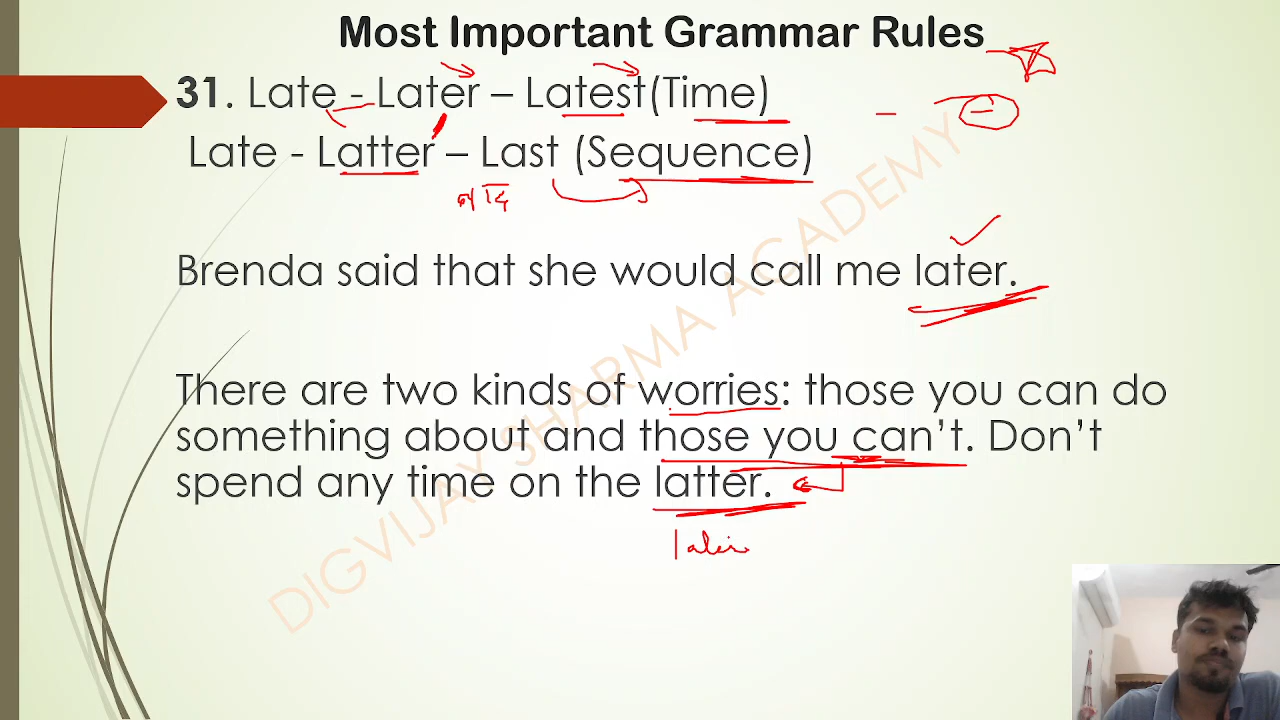 Most Important Grammar Rules
31. Late - Later – Latest(Time)
Late - Latter – Last (Sequence)
Brenda said that she would call me later.
There are two kinds of worries: those you can do
something about and those you can't. Don't
spend any time on the latter.
later
DIGVIJAY SHARMA ACADEMY